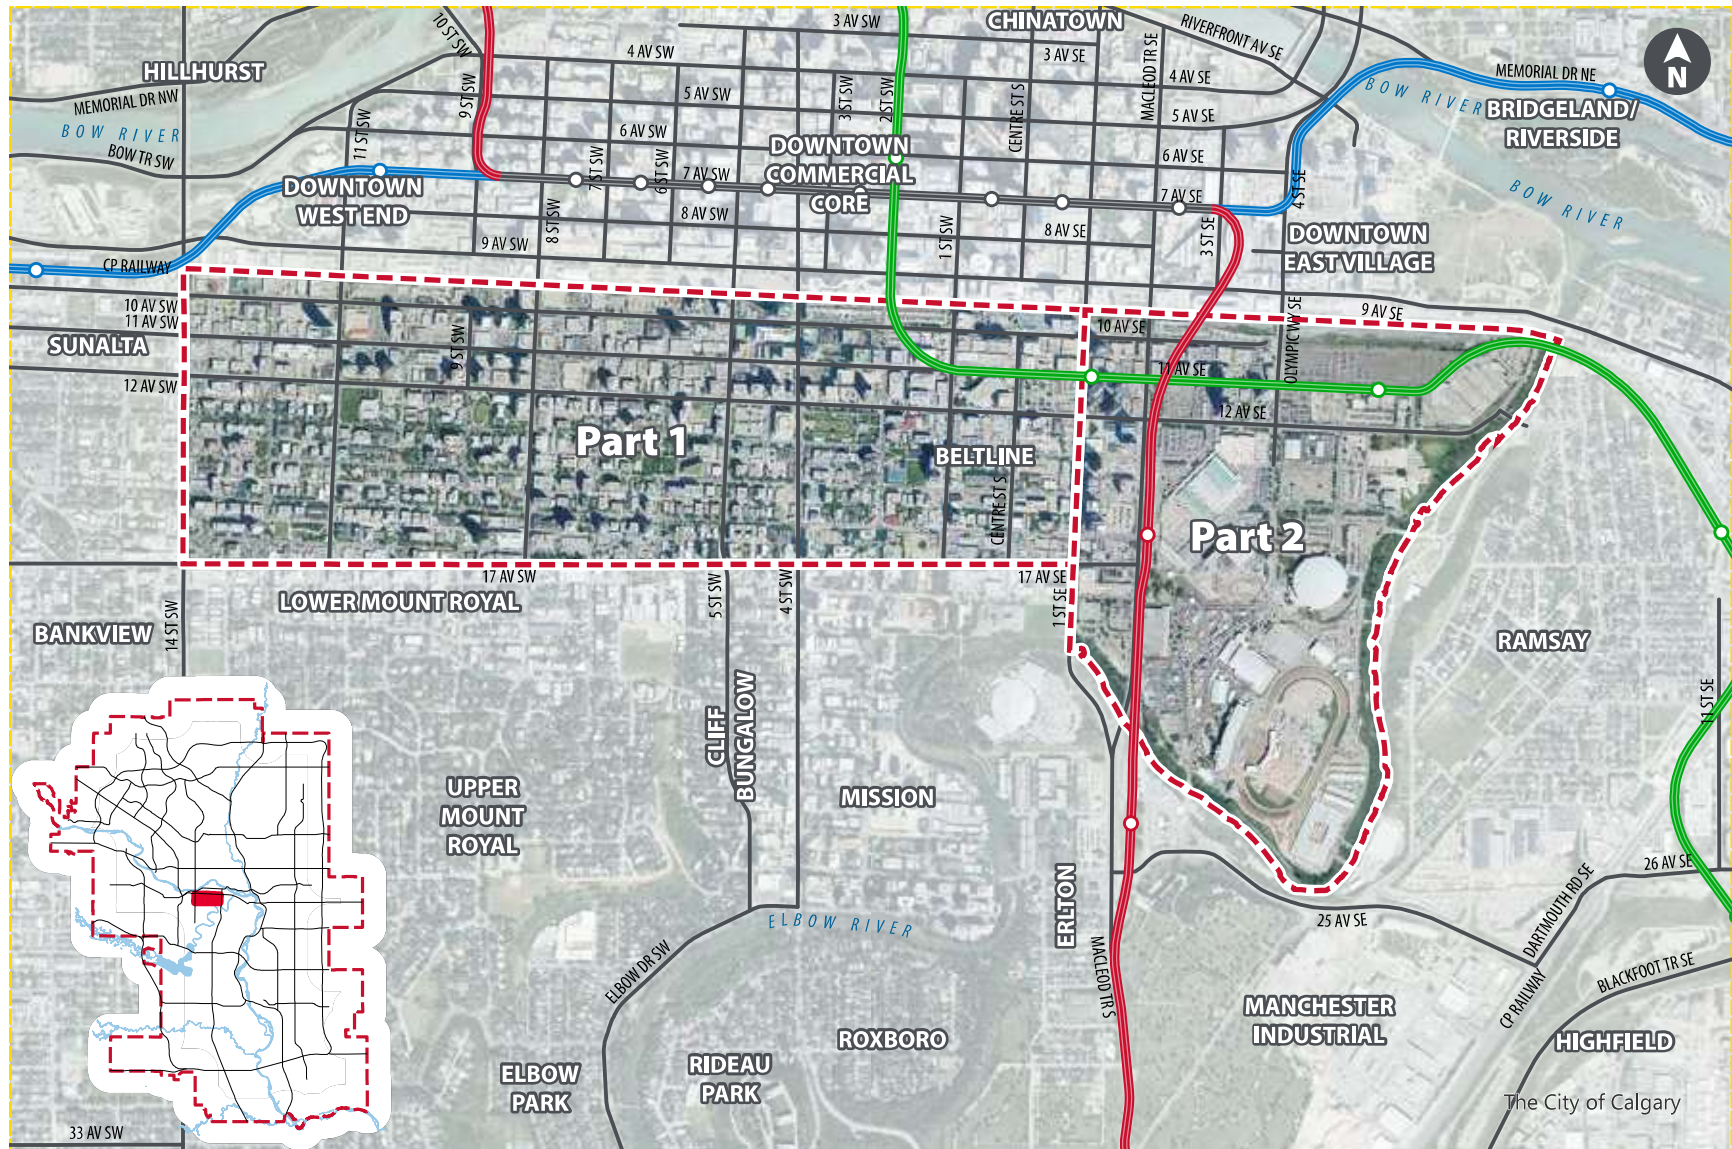 3 AV SW
CHINATOWN
RIVERFRONT AV SE
10 ST SW
4 AV SW
3 AV SE
MACLEOD TR SE
HILLHURST
MEMORIAL DR NW
9 ST SW
5 AV SW
3 ST SW
2 ST SW
CENTRE ST S
4 AV SE
MEMORIAL DR NE
N
BOW RIVER
BRIDGELAND/
RIVERSIDE
5 AV SE
BOW RIVER
BOW TR SW
11 ST SW
6 AV SW
DOWNTOWN
COMMERCIAL
CORE
6 AV SE
7 ST SW
6 ST SW
7 AV SW
7 AV SE
4 ST SE
BOW RIVER
DOWNTOWN
WEST END
8 ST SW
8 AV SW
1 ST SW
8 AV SE
3 ST SE
DOWNTOWN
EAST VILLAGE
9 AV SW
CP RAILWAY
10 AV SW
11 AV SW
SUNALTA
12 AV SW
9 ST SW
10 AV SE
9 AV SE
OLYMPIC WY SE
11 AV SE
12 AV SE
Part 1
BELTLINE
CENTRE ST S
Part 2
17 AV SW
17 AV SE
LOWER MOUNT ROYAL
5 ST SW
4 ST SW
1 ST SE
BANKVIEW
14 ST SW
RAMSAY
11 ST SE
CLIFF
BUNGALOW
UPPER
MOUNT
ROYAL
MISSION
ERLTON
26 AV SE
25 AV SE
DARTMOUTH RD SE
ELBOW RIVER
ELBOW DR SW
MACLEOD TR S
CP RAILWAY
BLACKFOOT TR SE
MANCHESTER
INDUSTRIAL
ROXBORO
HIGHFIELD
RIDEAU
PARK
ELBOW
PARK
The City of Calgary
33 AV SW